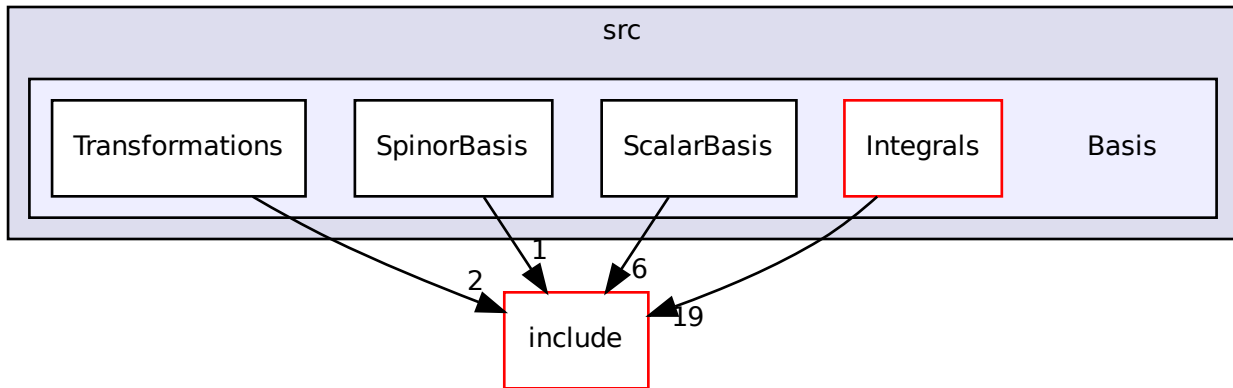 src
Transformations
SpinorBasis
ScalarBasis
Integrals
Basis
2
1
6
19
include